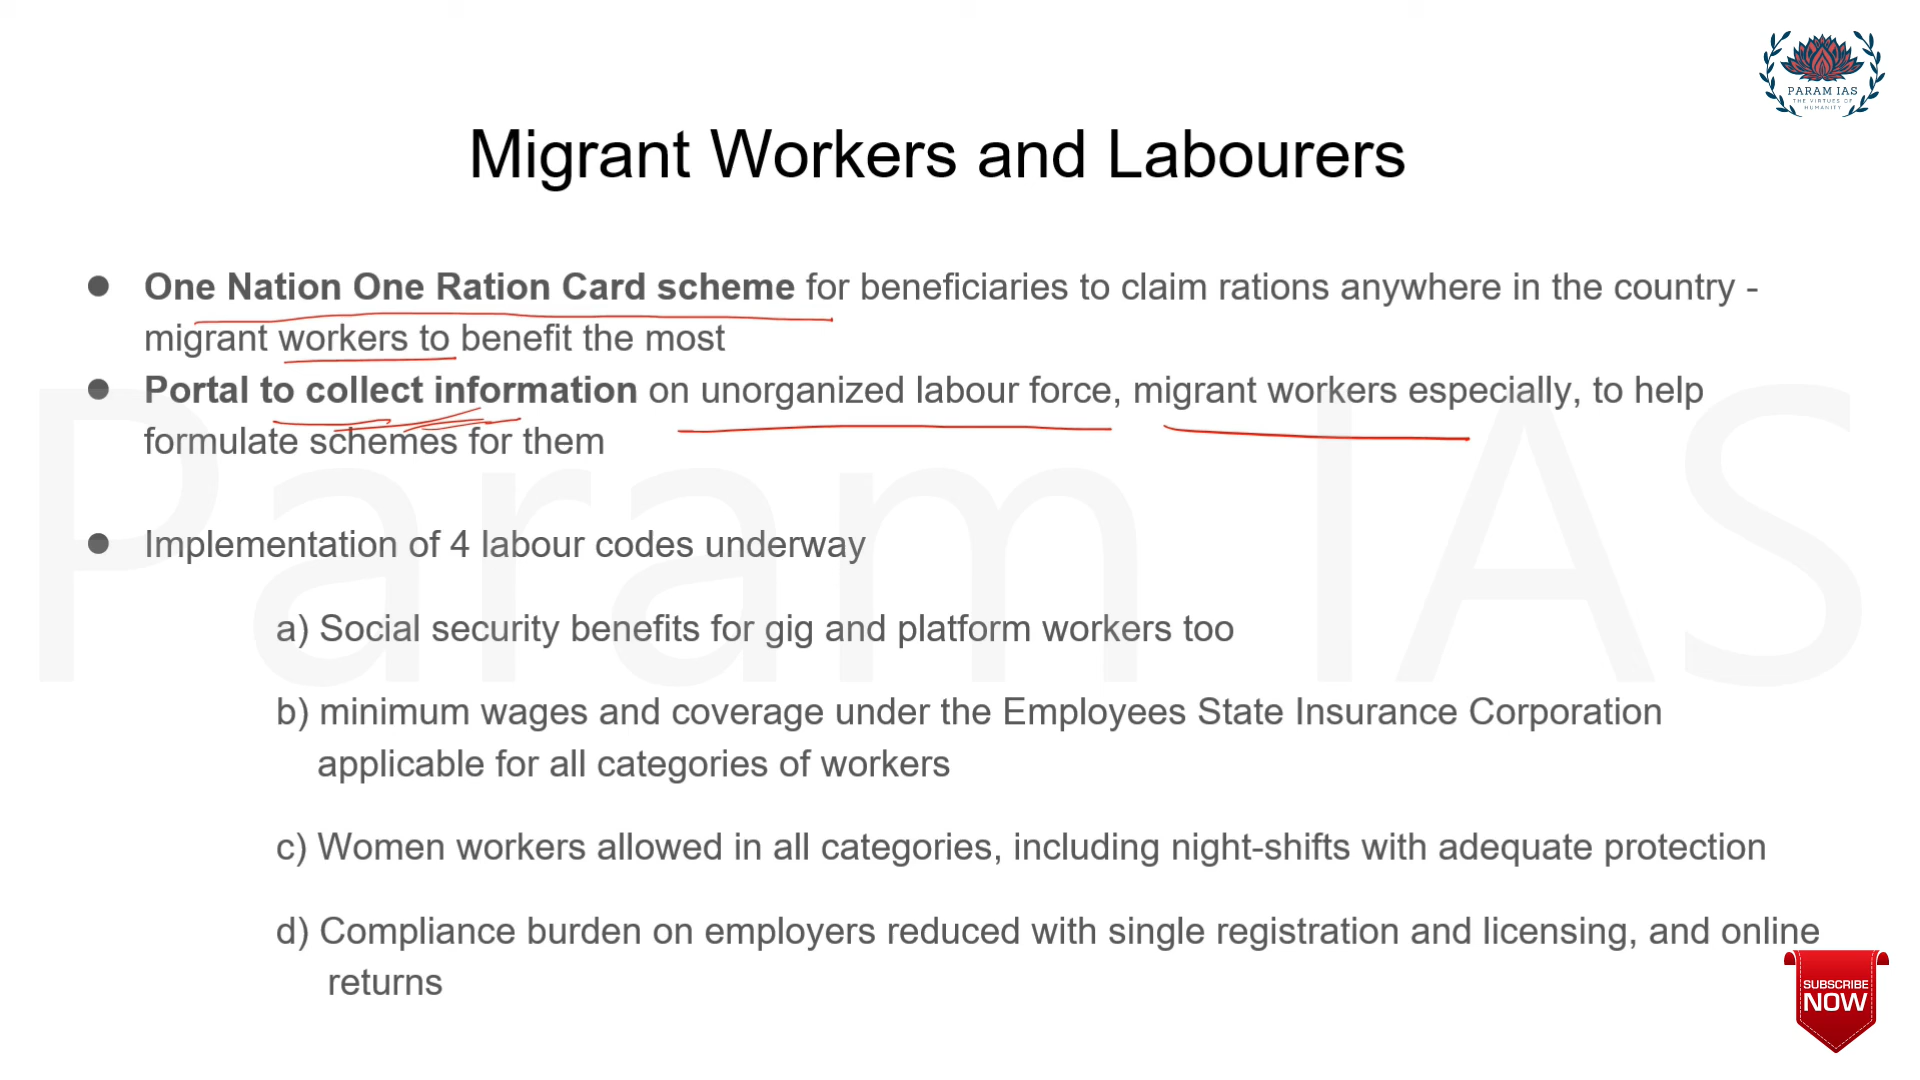 PARAM IAS
THE VIRTUES OF
HUMANITY
Migrant Workers and Labourers
● One Nation One Ration Card scheme for beneficiaries to claim rations anywhere in the country -
migrant workers to benefit the most
● Portal to collect information on unorganized labour force, migrant workers especially, to help
formulate schemes for them
● Implementation of 4 labour codes underway
a) Social security benefits for gig and platform workers too
b) minimum wages and coverage under the Employees State Insurance Corporation
applicable for all categories of workers
c) Women workers allowed in all categories, including night-shifts with adequate protection
d) Compliance burden on employers reduced with single registration and licensing, and online
returns
Param IAS
SUBSCRIBE
NOW